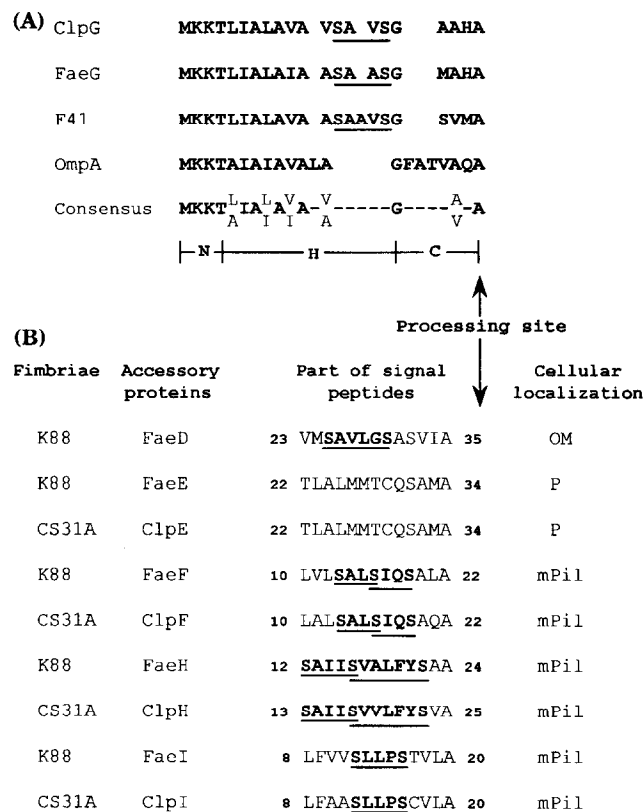 (A)
ClpG MKKTLIALAVA VSA VSG AAHA
FaeG MKKTLIALAIA ASA ASG MAHA
F41 MKKTLIALAVA ASAAVSG SVMA
OmpA MKKTAIAIAVALA GFATVAQA
L L V V A
Consensus MKKT IA A A- -----G---- -A
A I I A V
N H C
Processing site
(B)
Fimbriae Accessory Part of signal Cellular
proteins peptides localization
K88 FaeD 23 VMSAVLGSASVIA 35 OM
K88 FaeE 22 TLALMMTCQSAMA 34 P
CS31A ClpE 22 TLALMMTCQSAMA 34 P
K88 FaeF 10 LVLSALSIQSALA 22 mPil
CS31A ClpF 10 LALSALSIQSAQA 22 mPil
K88 FaeH 12 SAIISVALFYSAA 24 mPil
CS31A ClpH 13 SAIISVVLFYSVA 25 mPil
K88 FaeI 8 LFVVSLLPSTVLA 20 mPil
CS31A ClpI 8 LFAASLLPSCVLA 20 mPil